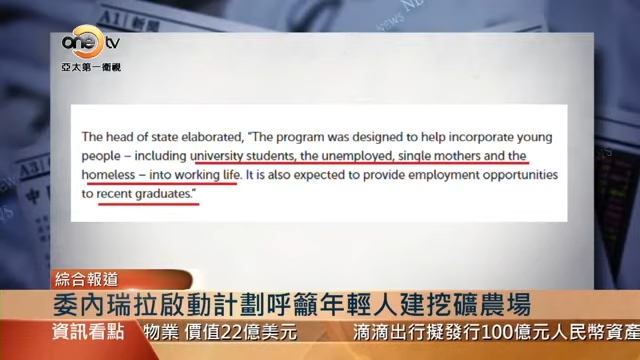 A11 新聞
one tv
亞太第一衛視
The head of state elaborated, "The program was designed to help incorporate young
people – including university students, the unemployed, single mothers and the
homeless – into working life. It is also expected to provide employment opportunities
to recent graduates."
NEWS
綜合報道
委內瑞拉啟動計劃呼籲年輕人建挖礦農場
資訊看點
物業 價值22億美元 滴滴出行擬發行100億元人民幣資產